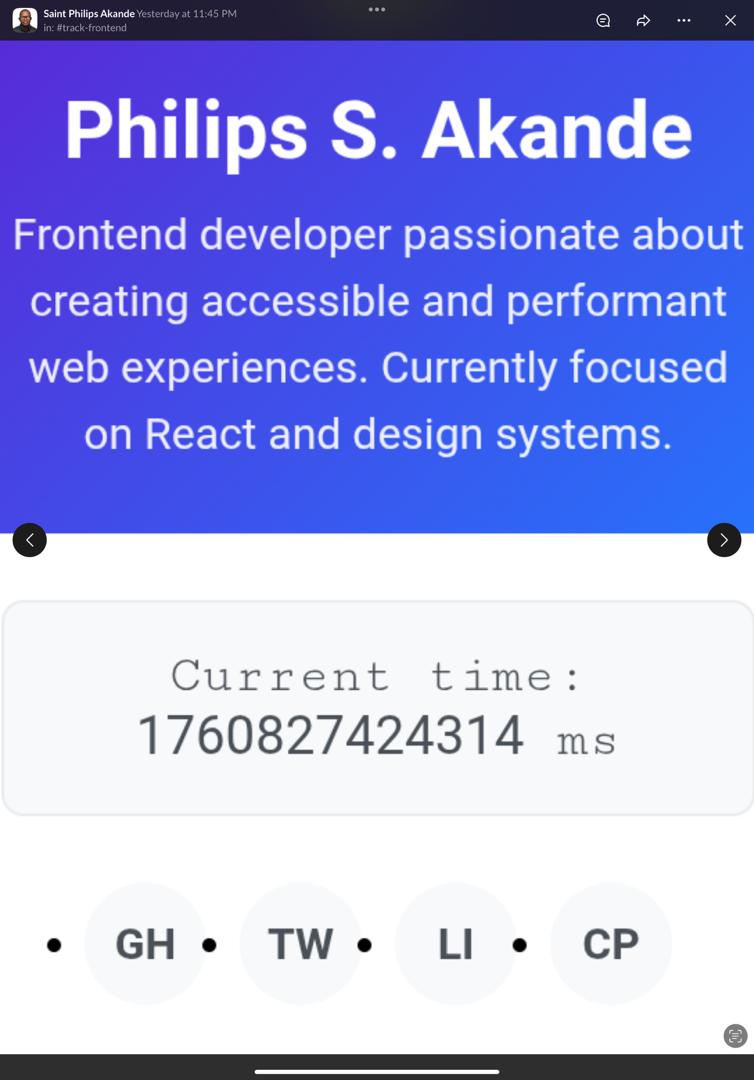 Saint Philips Akande Yesterday at 11:45 PM
in: #track-frontend
Philips S. Akande
Frontend developer passionate about
creating accessible and performant
web experiences. Currently focused
on React and design systems.
Current time:
1760827424314 ms
• GH • TW • LI • CP